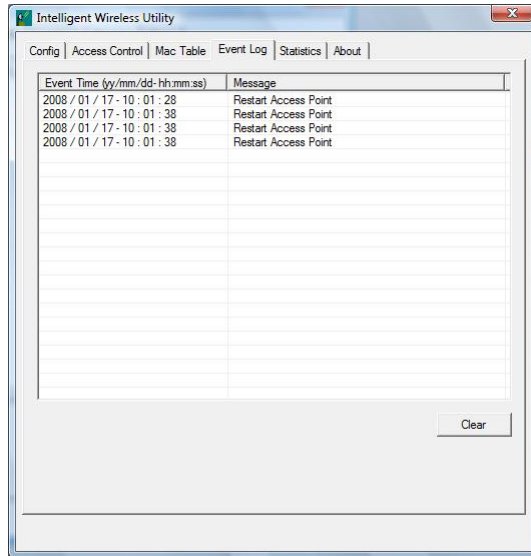 Intelligent Wireless Utility
Config Access Control Mac Table Event Log Statistics About
Event Time (yy/mm/dd- hh:mm:ss) Message
2008 / 01 / 17 - 10 : 01 : 28 Restart Access Point
2008 / 01 / 17 - 10 : 01 : 38 Restart Access Point
2008 / 01 / 17 - 10 : 01 : 38 Restart Access Point
2008 / 01 / 17 - 10 : 01 : 38 Restart Access Point
Clear